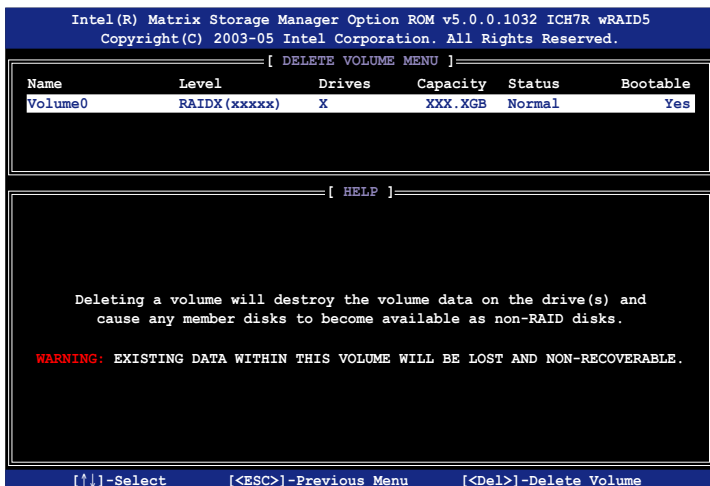 Intel(R) Matrix Storage Manager Option ROM v5.0.0.1032 ICH7R wRAID5
Copyright(C) 2003-05 Intel Corporation. All Rights Reserved.
[ DELETE VOLUME MENU ]
Name Level Drives Capacity Status Bootable
Volume0 RAIDX(xxxxx) X XXX.XGB Normal Yes
[ HELP ]
Deleting a volume will destroy the volume data on the drive(s) and
cause any member disks to become available as non-RAID disks.
WARNING: EXISTING DATA WITHIN THIS VOLUME WILL BE LOST AND NON-RECOVERABLE.
[↑↓]-Select [<ESC>]-Previous Menu [<Del>]-Delete Volume